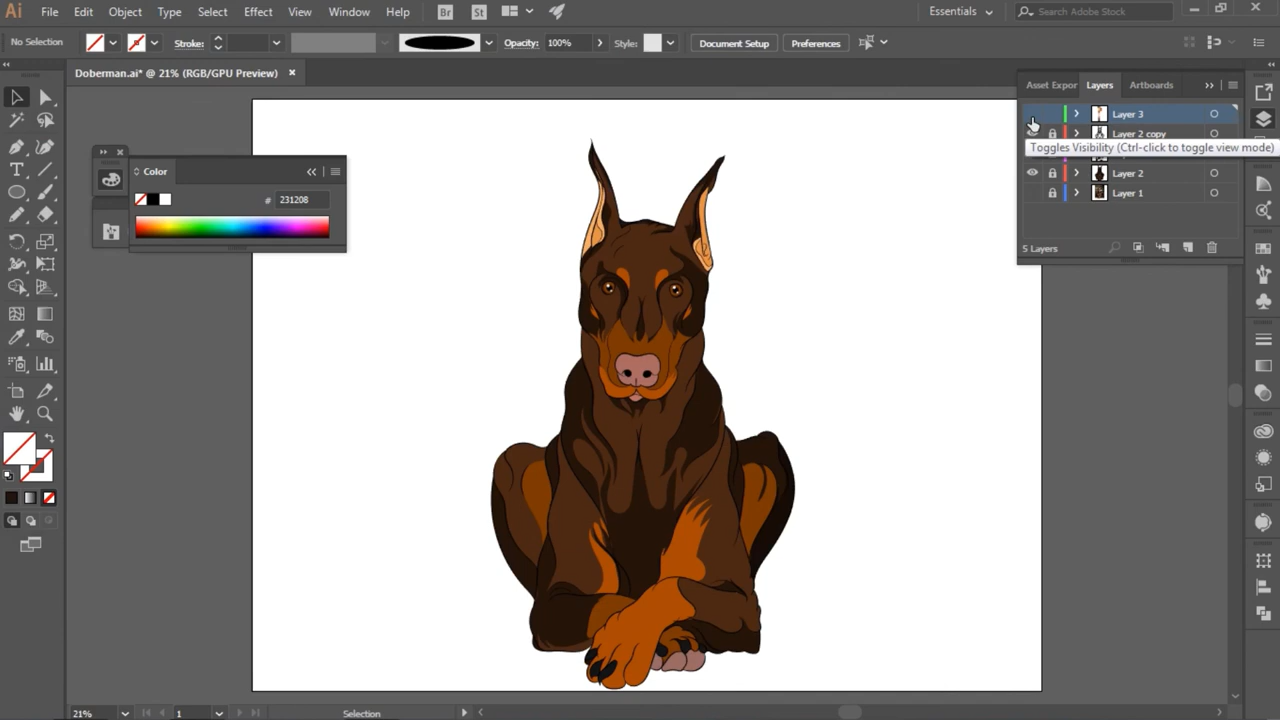 Ai File Edit Object Type Select Effect View Window Help Br St Essentials Search Adobe Stock
No Selection Stroke: Opacity: 100% Style: Document Setup Preferences
Doberman.ai* @ 21% (RGB/GPU Preview)
Asset Expor Layers Artboards
Layer 3
Layer 2 copy
Toggles Visibility (Ctrl-click to toggle view mode)
Layer 2
Layer 1
5 Layers
Color
# 231208
21% 1 Selection